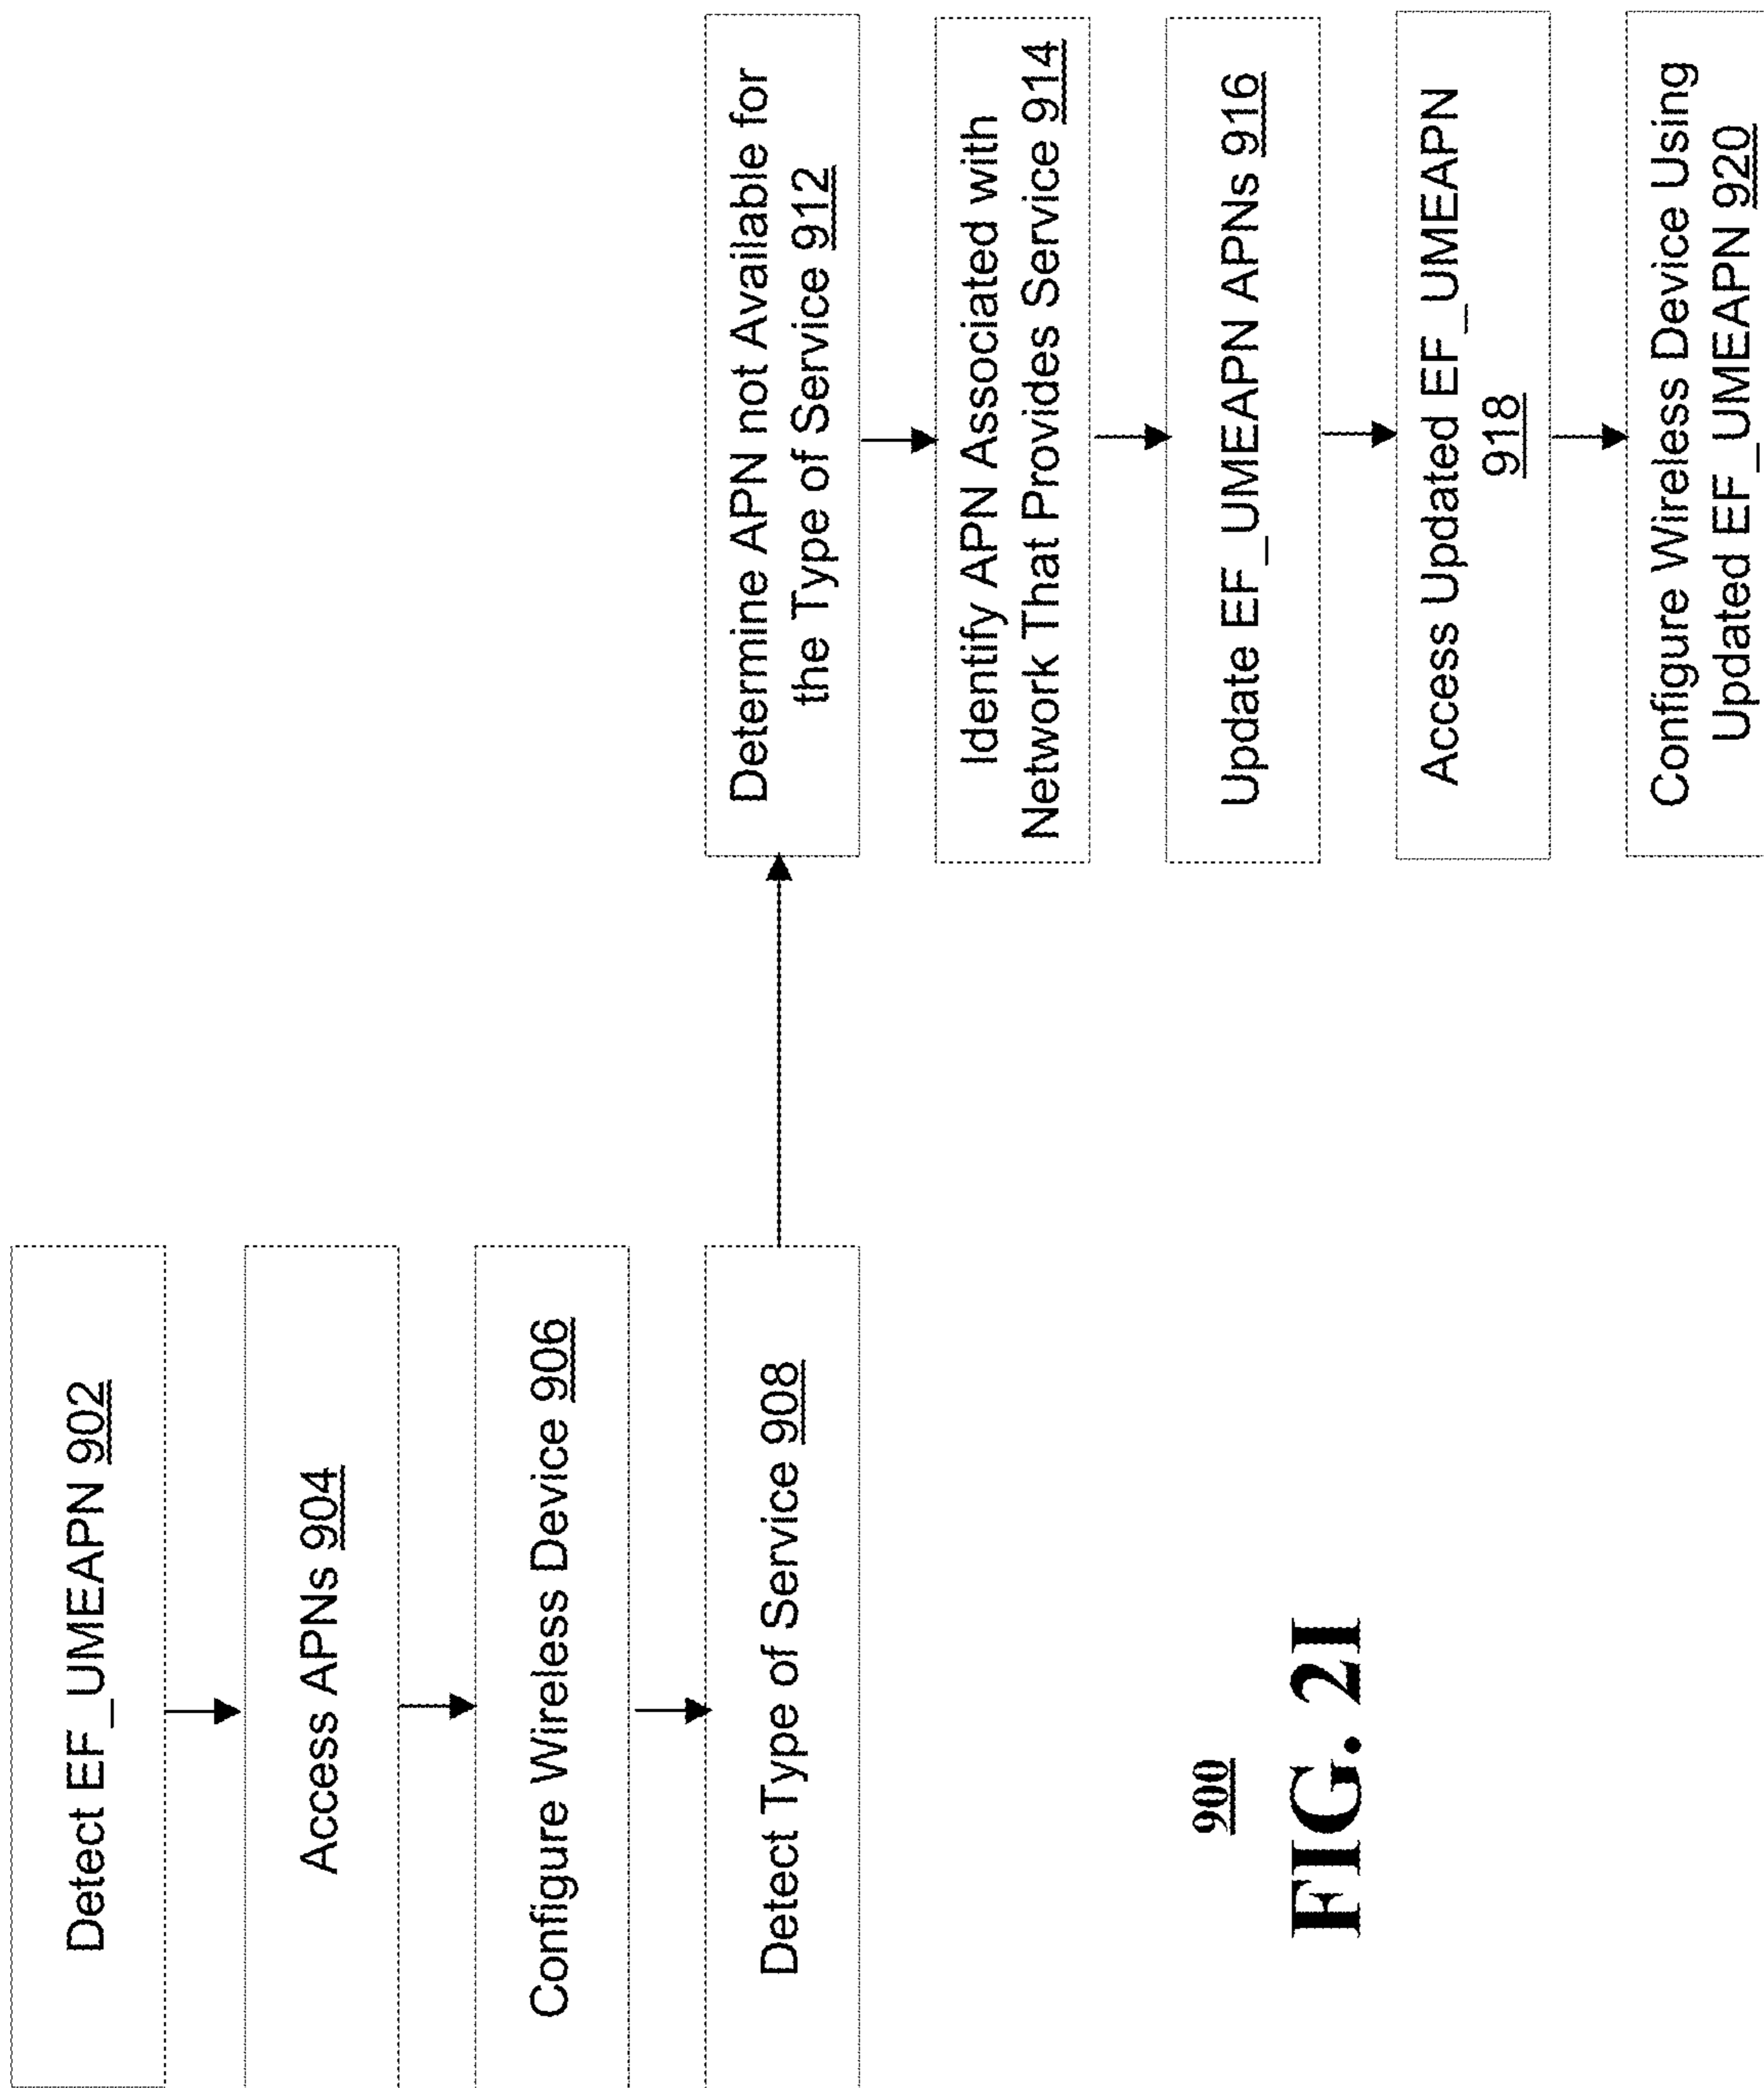 Detect EF_UMEAPN 902
Access APNs 904
Configure Wireless Device 906
Detect Type of Service 908
Determine APN not Available for
the Type of Service 912
Identify APN Associated with
Network That Provides Service 914
Update EF_UMEAPN APNs 916
Access Updated EF_UMEAPN
918
Configure Wireless Device Using
Updated EF_UMEAPN 920
900
FIG. 2I